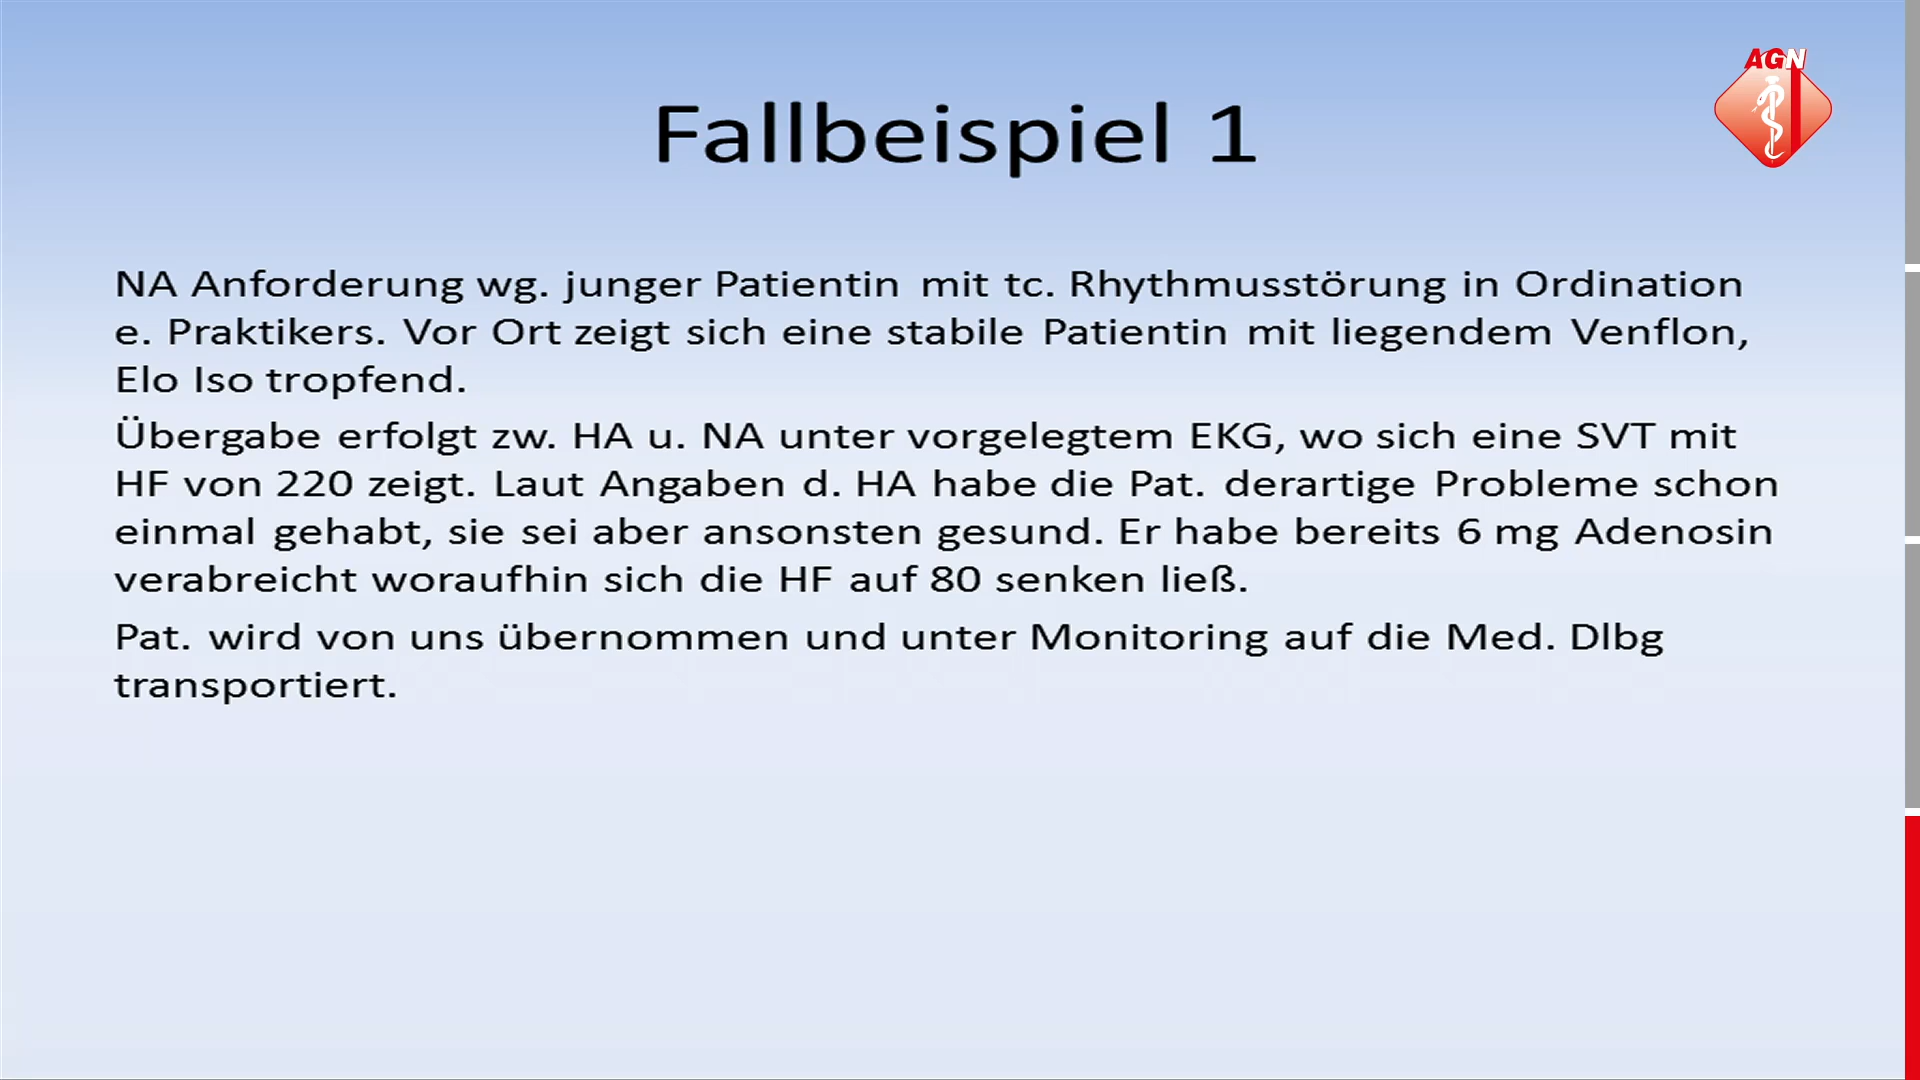 AGN
Fallbeispiel 1
NA Anforderung wg. junger Patientin mit tc. Rhythmusstörung in Ordination
e. Praktikers. Vor Ort zeigt sich eine stabile Patientin mit liegendem Venflon,
Elo Iso tropfend.
Übergabe erfolgt zw. HA u. NA unter vorgelegtem EKG, wo sich eine SVT mit
HF von 220 zeigt. Laut Angaben d. HA habe die Pat. derartige Probleme schon
einmal gehabt, sie sei aber ansonsten gesund. Er habe bereits 6 mg Adenosin
verabreicht woraufhin sich die HF auf 80 senken ließ.
Pat. wird von uns übernommen und unter Monitoring auf die Med. Dlbg
transportiert.